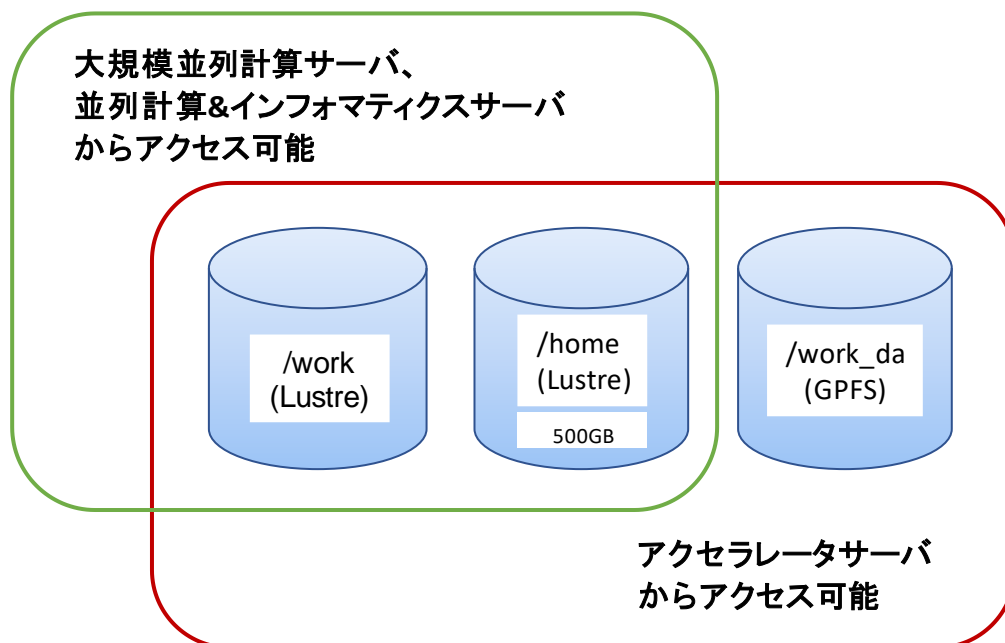 大規模並列計算サーバ、
並列計算&インフォマティクスサーバ
からアクセス可能
/work
(Lustre)
/home
(Lustre)
500GB
/work_da
(GPFS)
アクセラレータサーバ
からアクセス可能